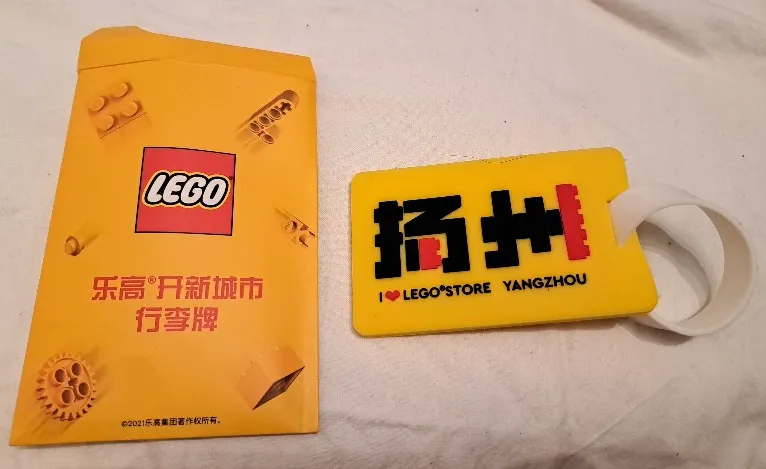 LEGO
乐高®开新城市
行李牌
©2021乐高集团著作权所有。
扬州
I ❤ LEGO®STORE YANGZHOU